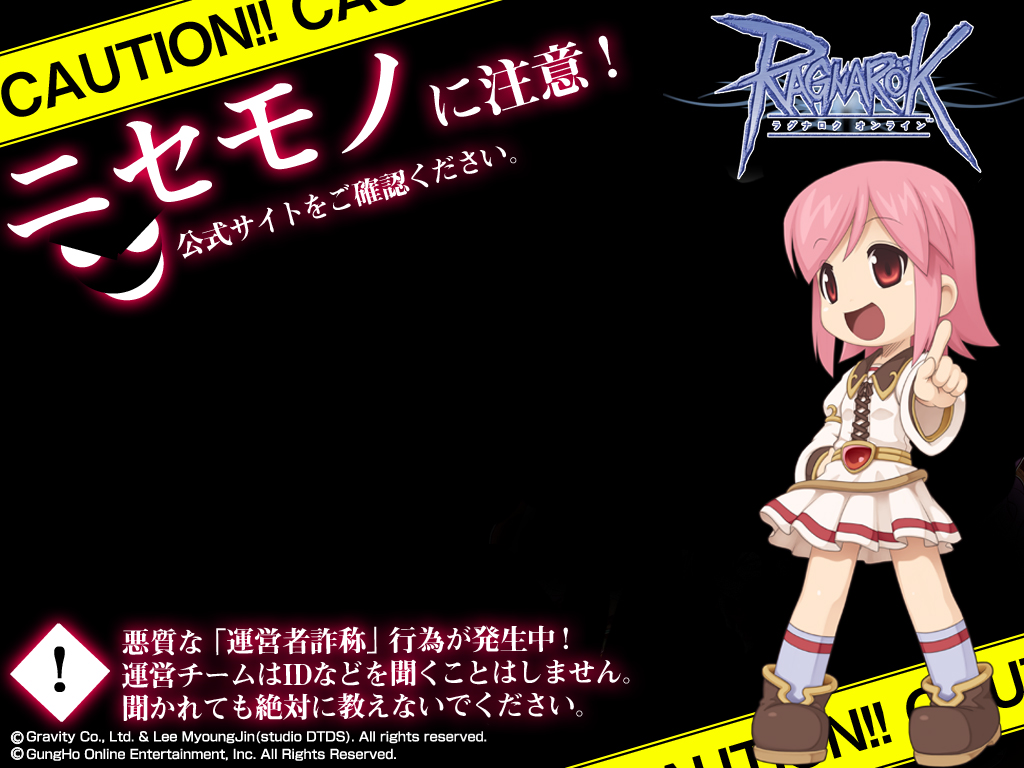 CAUTION!! CAU
ニセモノに注意！
公式サイトをご確認ください。
RAGNARÖK
ラグナロク オンライン™
!
悪質な「運営者詐称」行為が発生中！
運営チームはIDなどを聞くことはしません。
聞かれても絶対に教えないでください。
©Gravity Co., Ltd. & Lee MyoungJin(studio DTDS). All rights reserved.
©GungHo Online Entertainment, Inc. All Rights Reserved.
AUTION!! CAU